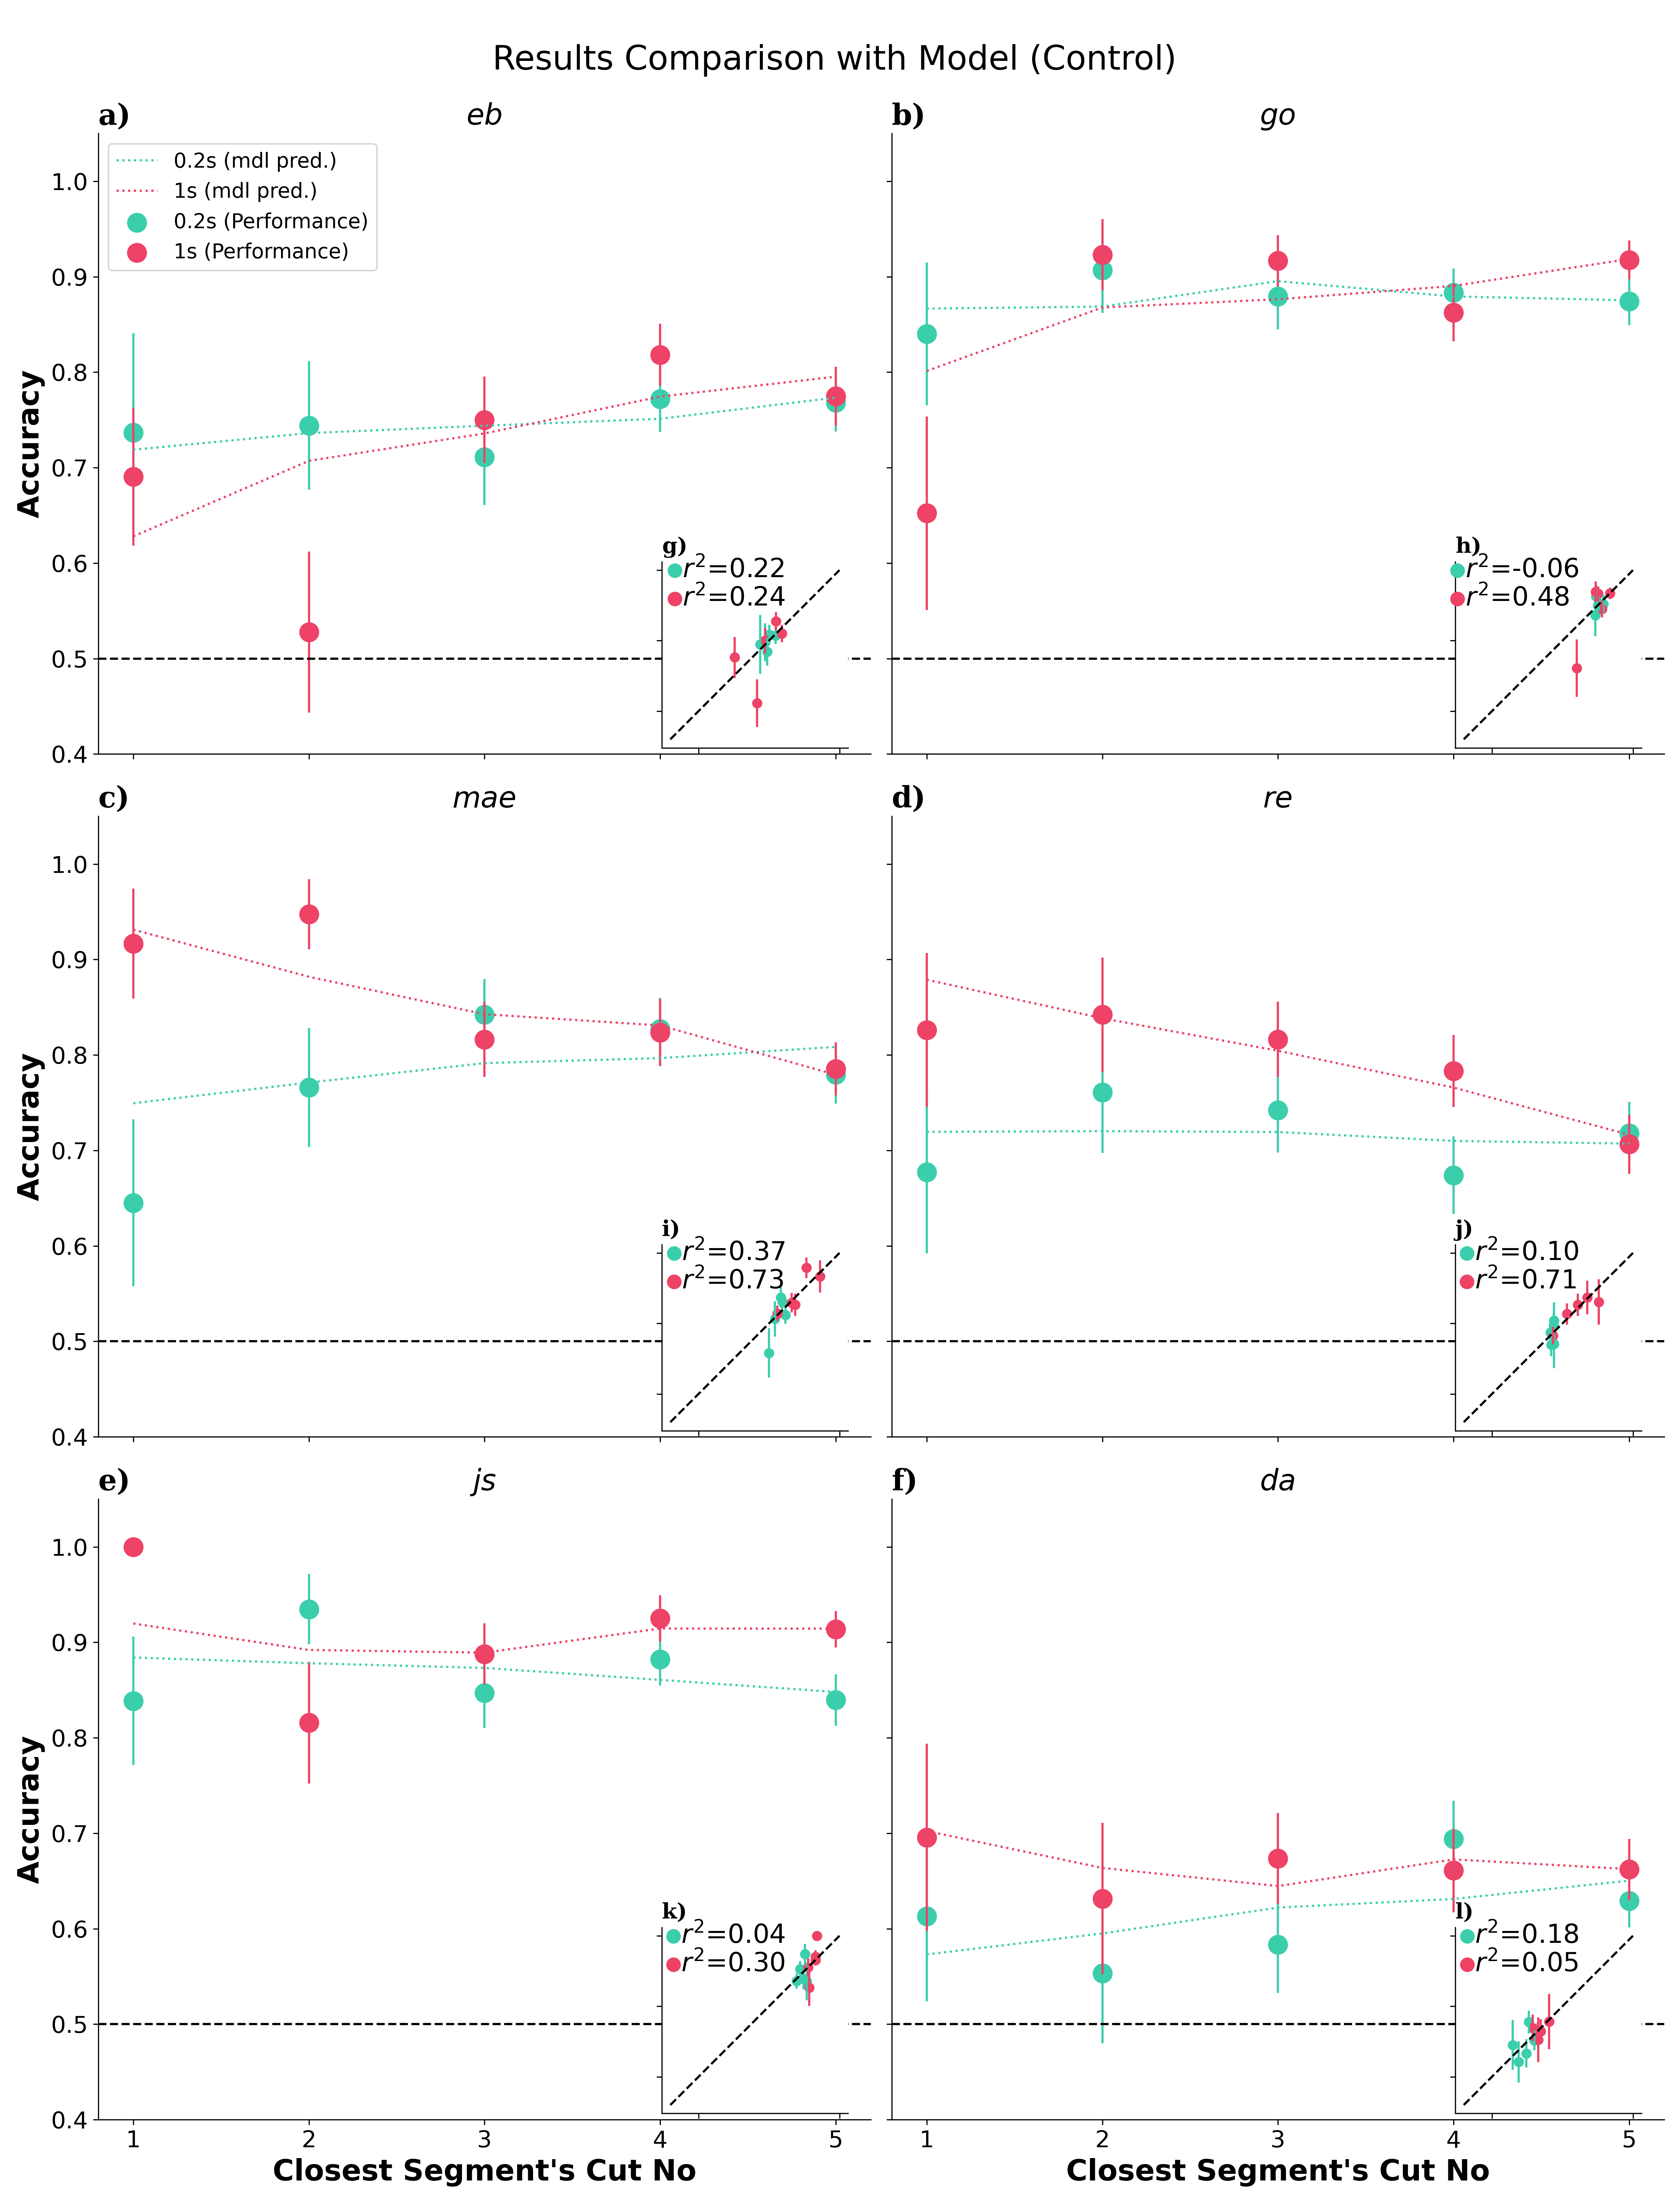 Results Comparison with Model (Control)
a)
eb
0.2s (mdl pred.)
1s (mdl pred.)
0.2s (Performance)
1s (Performance)
1.0
0.9
0.8
0.7
0.6
0.5
0.4
Accuracy
g)
r²=0.22
r²=0.24
b)
go
h)
r²=-0.06
r²=0.48
c)
mae
1.0
0.9
0.8
0.7
0.6
0.5
0.4
Accuracy
i)
r²=0.37
r²=0.73
d)
re
j)
r²=0.10
r²=0.71
e)
js
1.0
0.9
0.8
0.7
0.6
0.5
0.4
Accuracy
k)
r²=0.04
r²=0.30
1 2 3 4 5
Closest Segment's Cut No
f)
da
l)
r²=0.18
r²=0.05
1 2 3 4 5
Closest Segment's Cut No